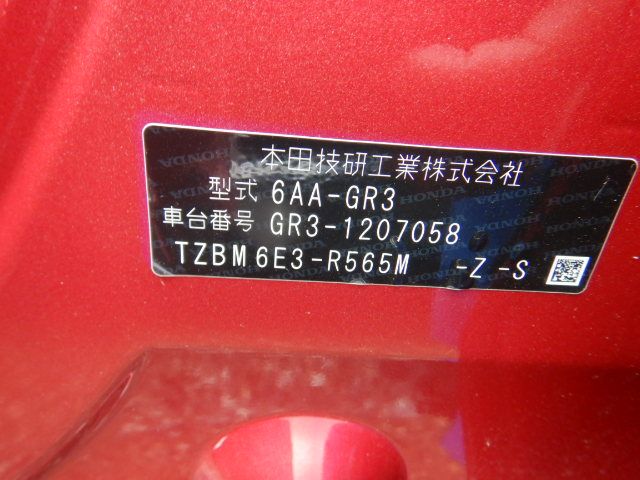 本田技研工業株式会社
型式 6AA-GR3
車台番号 GR3-1207058
TZBM6E3-R565M -Z -S